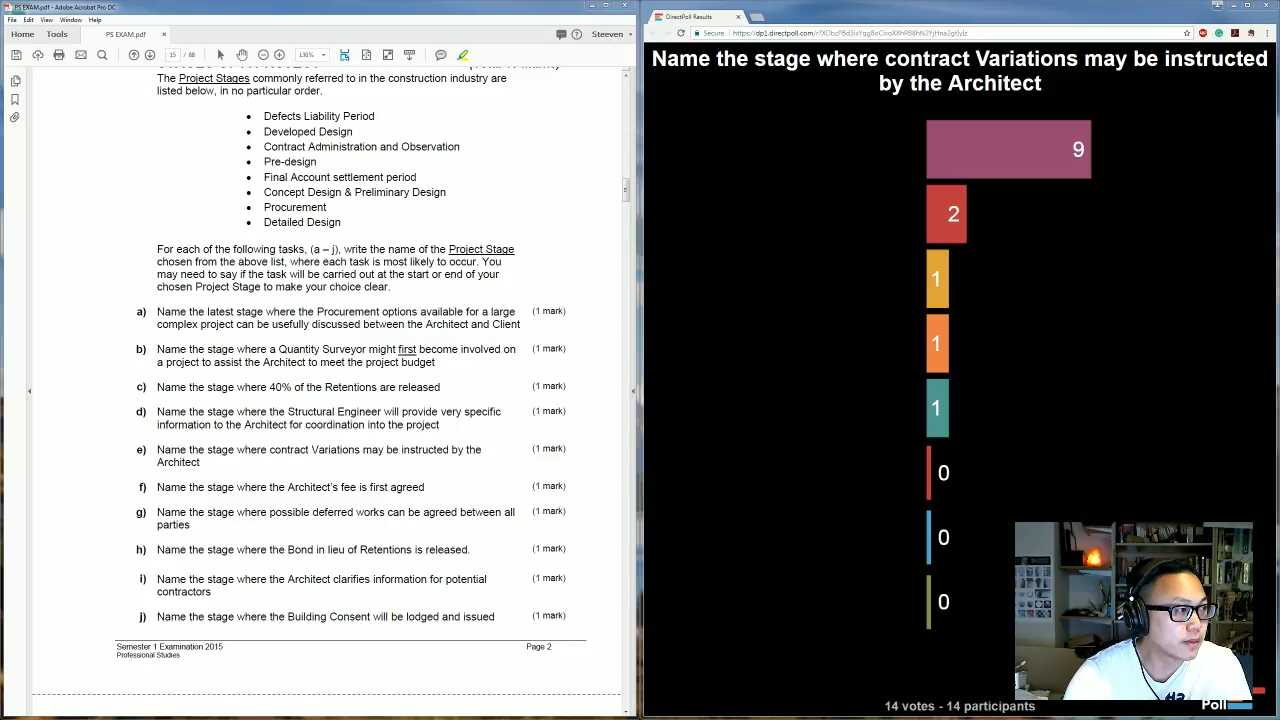 PS EXAM.pdf - Adobe Acrobat Pro DC
File Edit View Window Help
Home Tools PS EXAM.pdf × Steeven
15 / 88 130%
The Project Stages commonly referred to in the construction industry are
listed below, in no particular order.
• Defects Liability Period
• Developed Design
• Contract Administration and Observation
• Pre-design
• Final Account settlement period
• Concept Design & Preliminary Design
• Procurement
• Detailed Design
For each of the following tasks, (a – j), write the name of the Project Stage
chosen from the above list, where each task is most likely to occur. You
may need to say if the task will be carried out at the start or end of your
chosen Project Stage to make your choice clear.
a) Name the latest stage where the Procurement options available for a large (1 mark)
complex project can be usefully discussed between the Architect and Client
b) Name the stage where a Quantity Surveyor might first become involved on (1 mark)
a project to assist the Architect to meet the project budget
c) Name the stage where 40% of the Retentions are released (1 mark)
d) Name the stage where the Structural Engineer will provide very specific (1 mark)
information to the Architect for coordination into the project
e) Name the stage where contract Variations may be instructed by the (1 mark)
Architect
f) Name the stage where the Architect's fee is first agreed (1 mark)
g) Name the stage where possible deferred works can be agreed between all (1 mark)
parties
h) Name the stage where the Bond in lieu of Retentions is released. (1 mark)
i) Name the stage where the Architect clarifies information for potential (1 mark)
contractors
j) Name the stage where the Building Consent will be lodged and issued (1 mark)
Semester 1 Examination 2015 Page 2
Professional Studies
DirectPoll Results
Secure
Name the stage where contract Variations may be instructed
by the Architect
9
2
1
1
1
0
0
0
14 votes - 14 participants
Poll